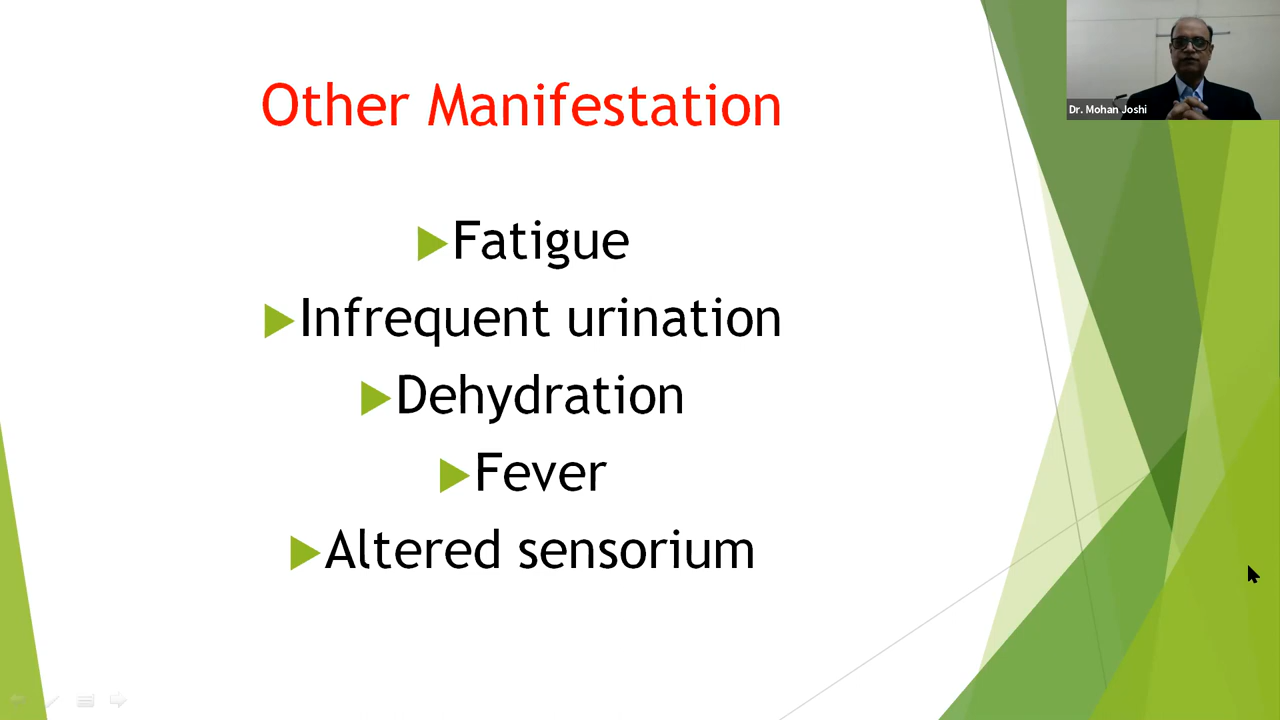 Other Manifestation
Dr. Mohan Joshi
Fatigue
Infrequent urination
Dehydration
Fever
Altered sensorium